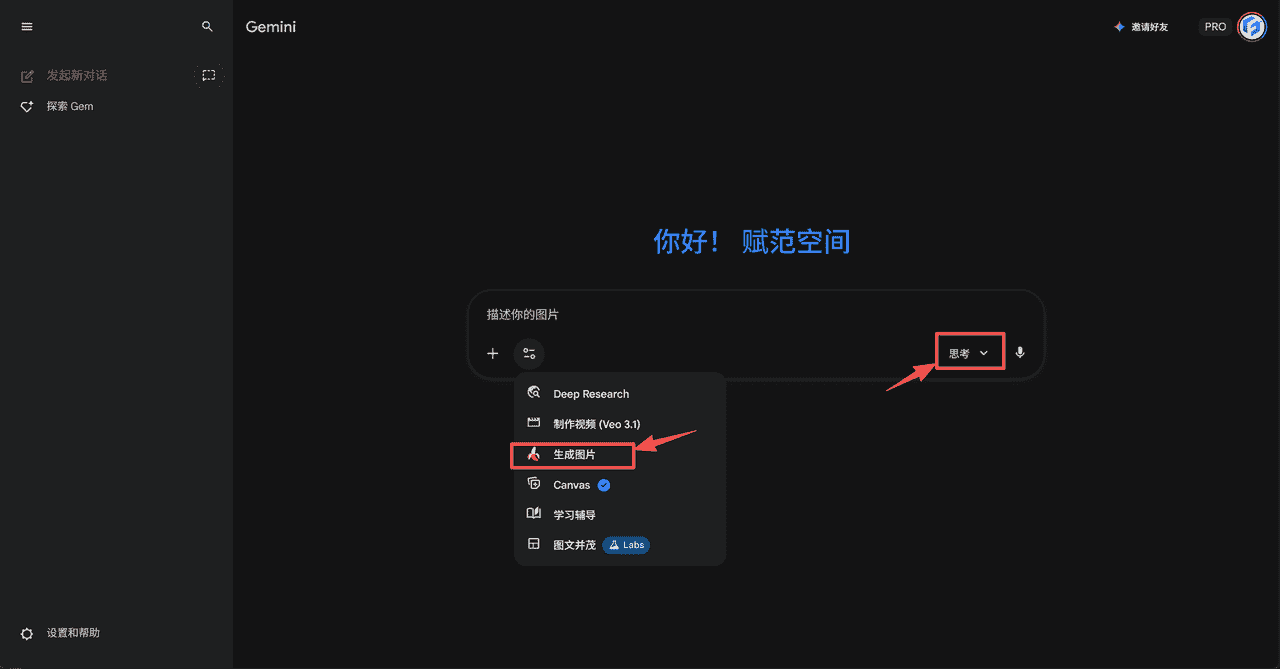 Gemini
邀请好友
PRO
发起新对话
探索 Gem
你好！ 赋范空间
描述你的图片
思考
Deep Research
制作视频 (Veo 3.1)
生成图片
Canvas
学习辅导
图文并茂 Labs
设置和帮助